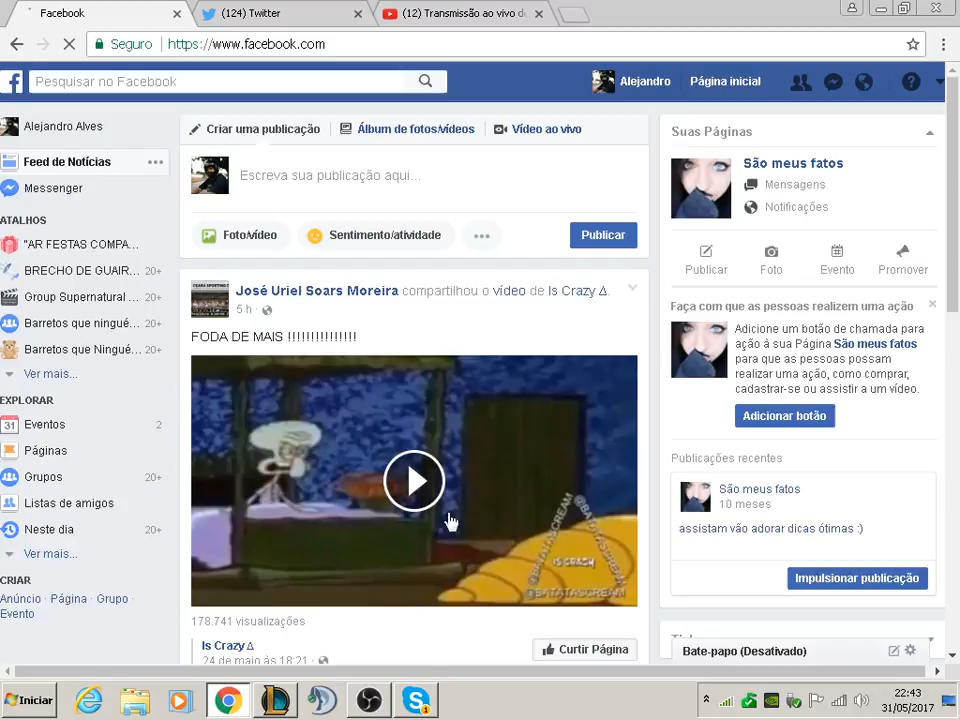 Facebook
(124) Twitter
(12) Transmissão ao vivo d
Seguro
https://www.facebook.com
Pesquisar no Facebook
Alejandro
Página inicial
Alejandro Alves
Feed de Notícias
Messenger
ATALHOS
"AR FESTAS COMPA...
BRECHO DE GUAIR... 20+
Group Supernatural ... 20+
Barretos que ningué... 20+
Barretos que Ningué... 20+
Ver mais...
EXPLORAR
31 Eventos 2
Páginas
Grupos 20+
Listas de amigos
Neste dia 20+
Ver mais...
CRIAR
Anúncio · Página · Grupo ·
Evento
Criar uma publicação
Álbum de fotos/vídeos
Vídeo ao vivo
Escreva sua publicação aqui...
Foto/vídeo
Sentimento/atividade
Publicar
José Uriel Soars Moreira compartilhou o vídeo de Is Crazy Δ.
5 h ·
FODA DE MAIS !!!!!!!!!!!!!!!
@BATATASCREAM
@BATATASCREAM
IS CRAZY
@BATATASCREAM
178.741 visualizações
Is Crazy Δ
24 de maio às 18:21 ·
Curtir Página
Suas Páginas
São meus fatos
Mensagens
Notificações
Publicar
Foto
Evento
Promover
Faça com que as pessoas realizem uma ação
Adicione um botão de chamada para
ação à sua Página São meus fatos
para que as pessoas possam
realizar uma ação, como comprar,
cadastrar-se ou assistir a um vídeo.
Adicionar botão
Publicações recentes
São meus fatos
10 meses
assistam vão adorar dicas ótimas :)
Impulsionar publicação
Bate-papo (Desativado)
Iniciar
1
22:43
31/05/2017